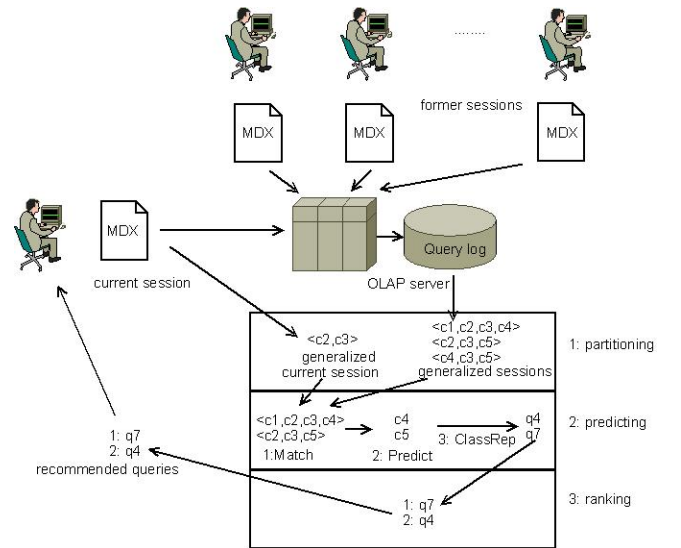 ........
former sessions
MDX
MDX
MDX
MDX
Query log
current session
OLAP server
<c2,c3>
generalized
current session
<c1,c2,c3,c4>
<c2,c3,c5>
<c4,c3,c5>
generalized sessions
1: partitioning
<c1,c2,c3,c4>
<c2,c3,c5>
1:Match
c4
c5
2: Predict
3: ClassRep
q4
q7
2: predicting
1: q7
2: q4
recommended queries
1: q7
2: q4
3: ranking